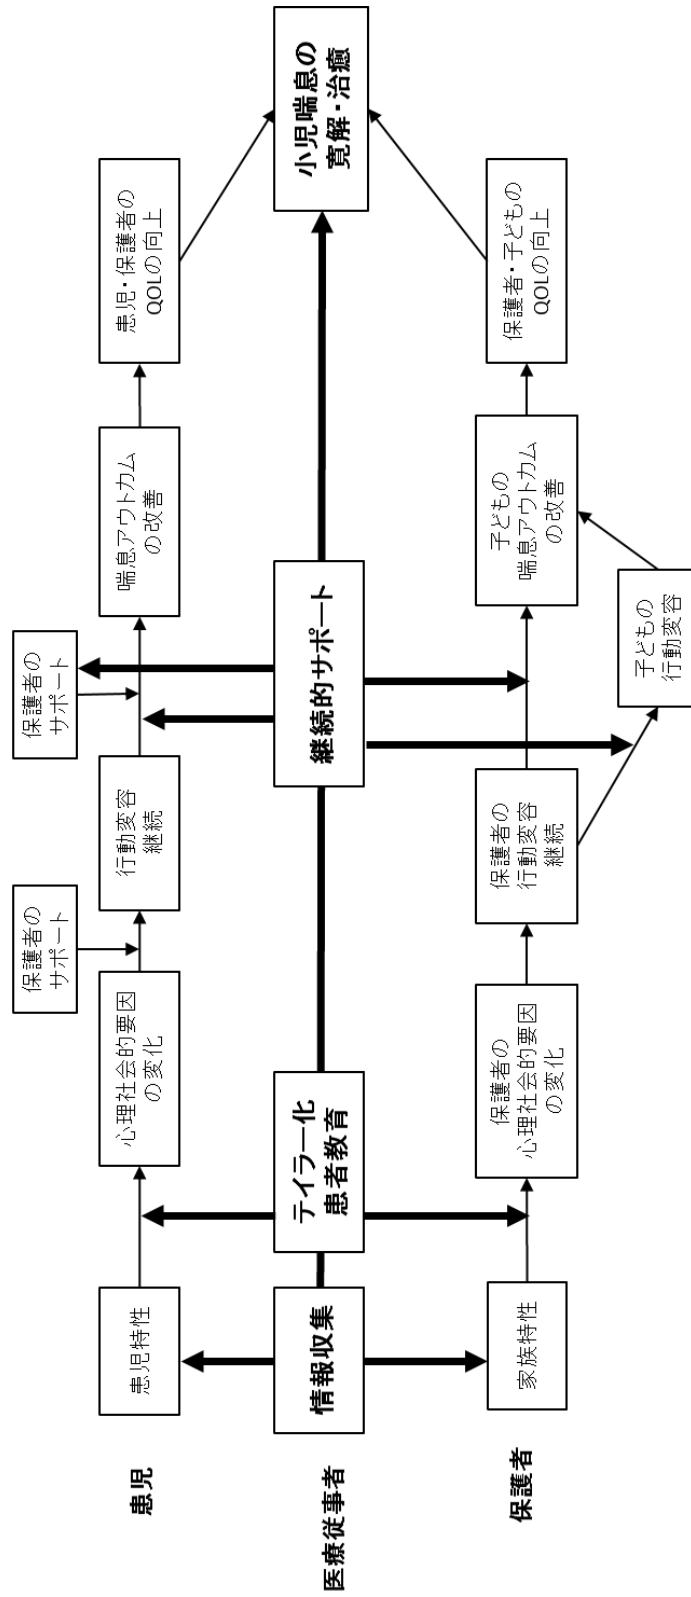 患児
患児特性
心理社会的要因
の変化
保護者の
サポート
行動変容
継続
保護者の
サポート
喘息アウトカム
の改善
患児・保護者の
QOLの向上
医療従事者
情報収集
テイラー化
患者教育
継続的サポート
小児喘息の
寛解・治癒
保護者
家族特性
保護者の
心理社会的要因
の変化
保護者の
行動変容
継続
子どもの
行動変容
子どもの
喘息アウトカム
の改善
保護者・子どもの
QOLの向上